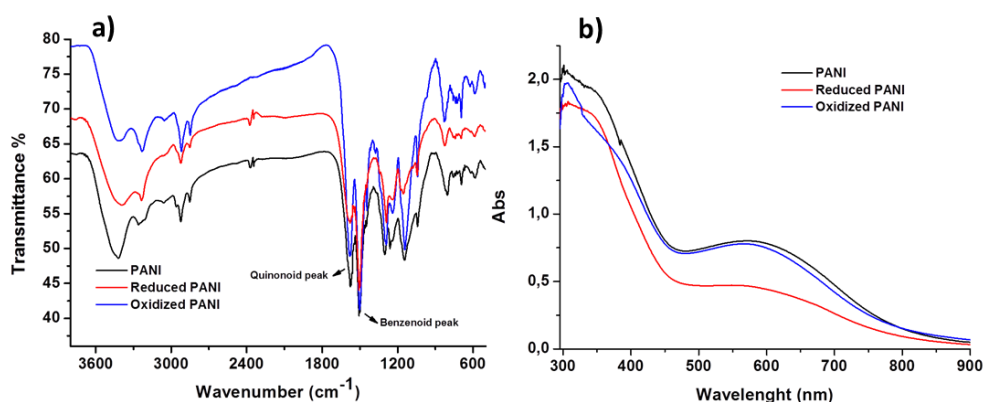 a)
80
75
70
65
60
55
50
45
40
Transmittance %
Quinonoid peak
PANI
Reduced PANI
Oxidized PANI
Benzenoid peak
3600 3000 2400 1800 1200 600
Wavenumber (cm⁻¹)
b)
2,0
1,5
1,0
0,5
0,0
Abs
PANI
Reduced PANI
Oxidized PANI
300 400 500 600 700 800 900
Wavelenght (nm)